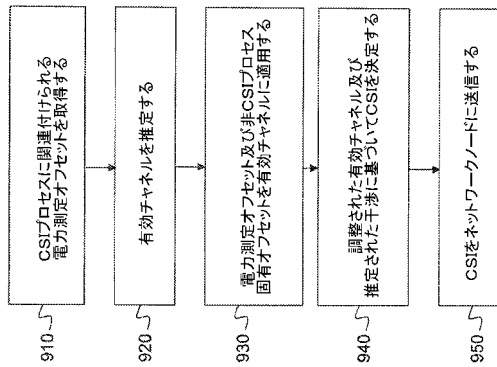 910
CSIプロセスに関連付けられる
電力測定オフセットを取得する
920
有効チャネルを推定する
930
電力測定オフセット及び非CSIプロセス
固有オフセットを有効チャネルに適用する
940
調整された有効チャネル及び
推定された干渉に基づいてCSIを決定する
950
CSIをネットワークノードに送信する